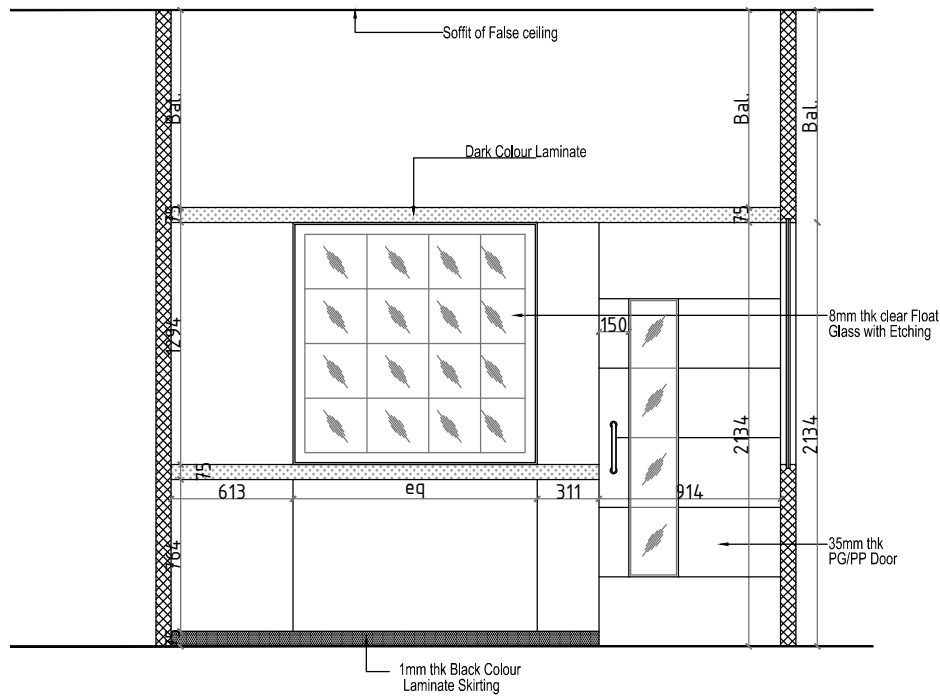 Soffit of False ceiling
Bal.
Bal.
Bal.
Dark Colour Laminate
75
75
1294
150
8mm thk clear Float
Glass with Etching
2134
2134
75
613
eq
311
914
764
35mm thk
PG/PP Door
75
1mm thk Black Colour
Laminate Skirting